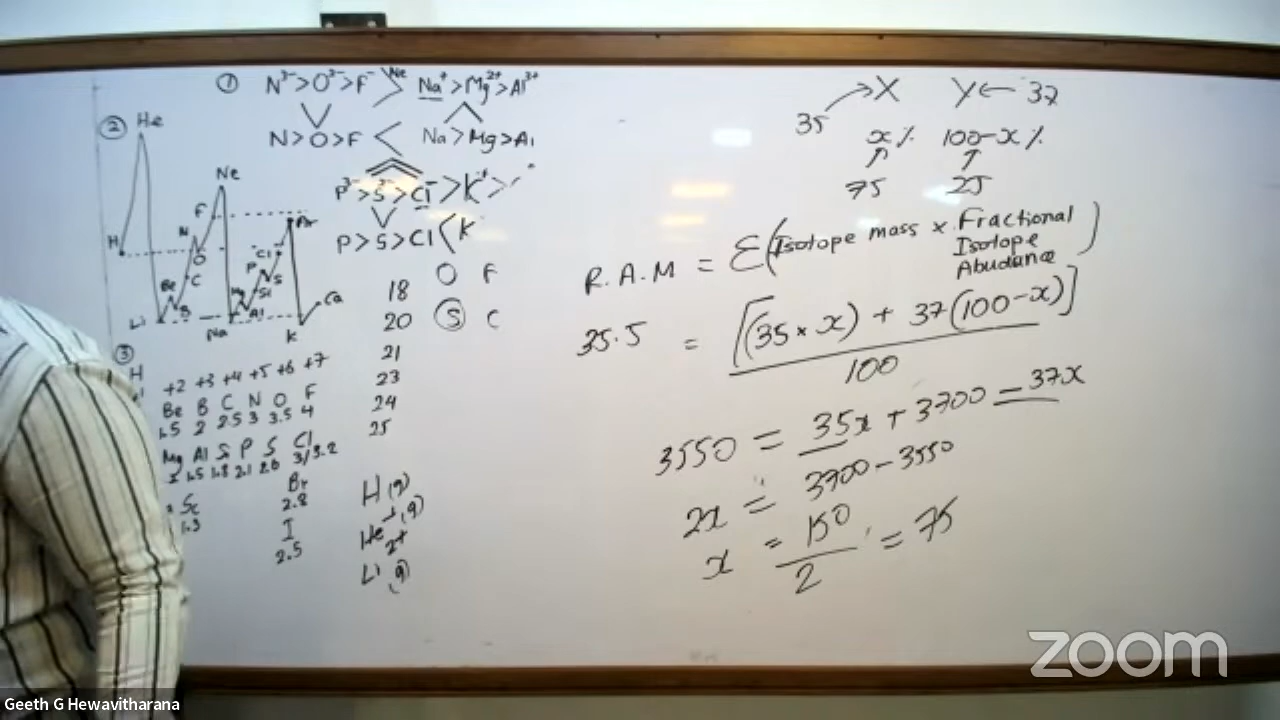 ① N³⁻>O²⁻>F⁻ > Ne Na⁺>Mg²⁺>Al³⁺
N>O>F < Na>Mg>Al
P³⁻>S²⁻>Cl⁻>K⁺>
P>S>Cl<K
② He
Ne
F
H
N
O
Be
C
B
Li
Ar
Cl
P
S
Mg
Si
Al
Na
K
Ca
O F
Ⓢ C
18
20
21
23
24
25
③
H
+2 +3 +4 +5 +6 +7
Be B C N O F
1.5 2 2.5 3 3.5 4
Mg Al Si P S Cl
1.5 1.8 2.1 2.6 3/3.2
Sc Br
1.3 2.8
I
2.5
H(g)
He⁺(g)
Li²⁺(g)
35 → X Y ← 37
x% 100-x%
↑ ↑
75 25
R.A.M = Ɛ(Isotope mass × Fractional
Isotope
Abudance)
35.5 = [(35 × x) + 37(100-x)]
100
3550 = 35x + 3700 - 37x
2x = 3700 - 3550
x = 150 = 75
2
zoom
Geeth G Hewavitharana